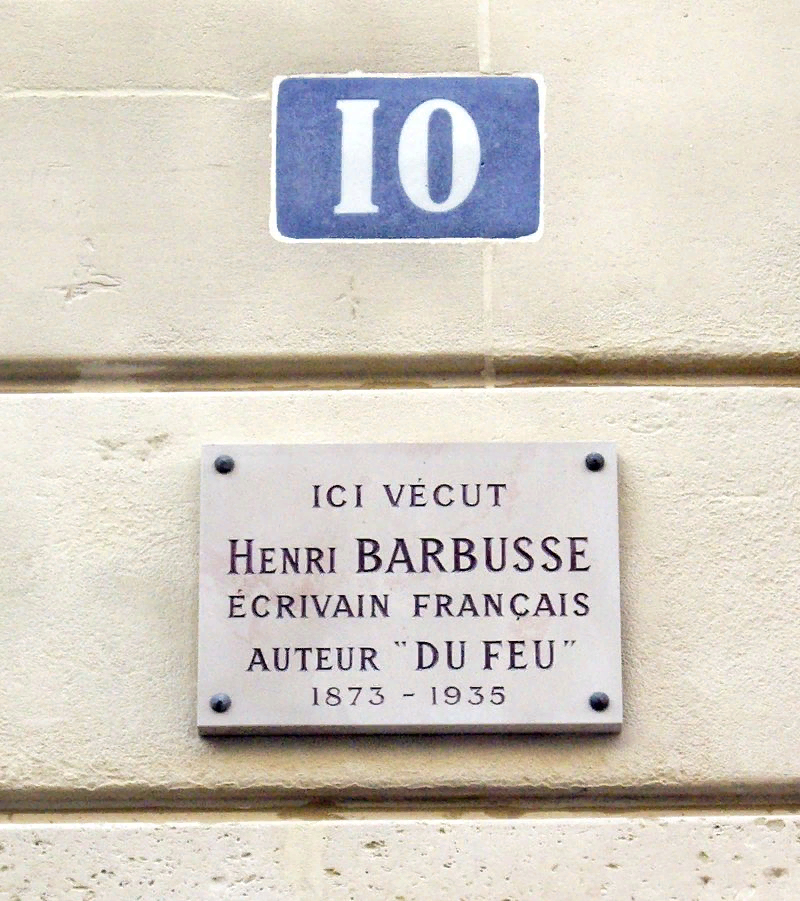 10
ICI VÉCUT
HENRI BARBUSSE
ÉCRIVAIN FRANÇAIS
AUTEUR "DU FEU"
1873 - 1935